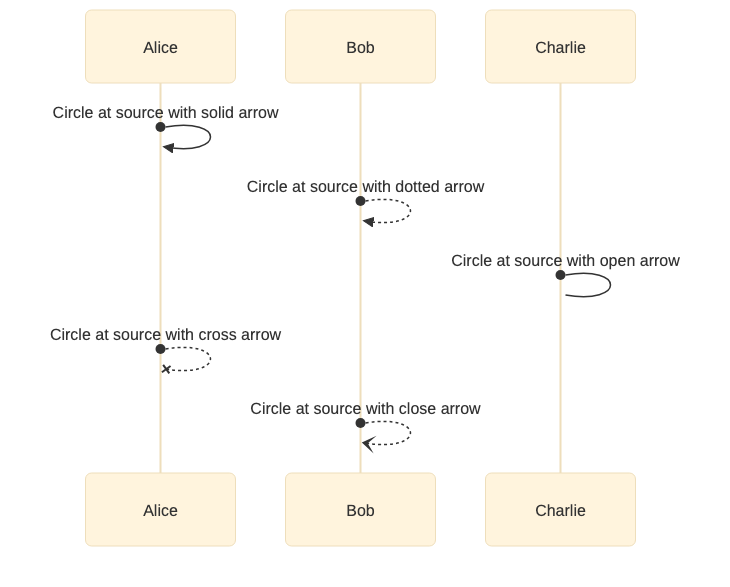 Alice
Bob
Charlie
Circle at source with solid arrow
Circle at source with dotted arrow
Circle at source with open arrow
Circle at source with cross arrow
Circle at source with close arrow
Alice
Bob
Charlie